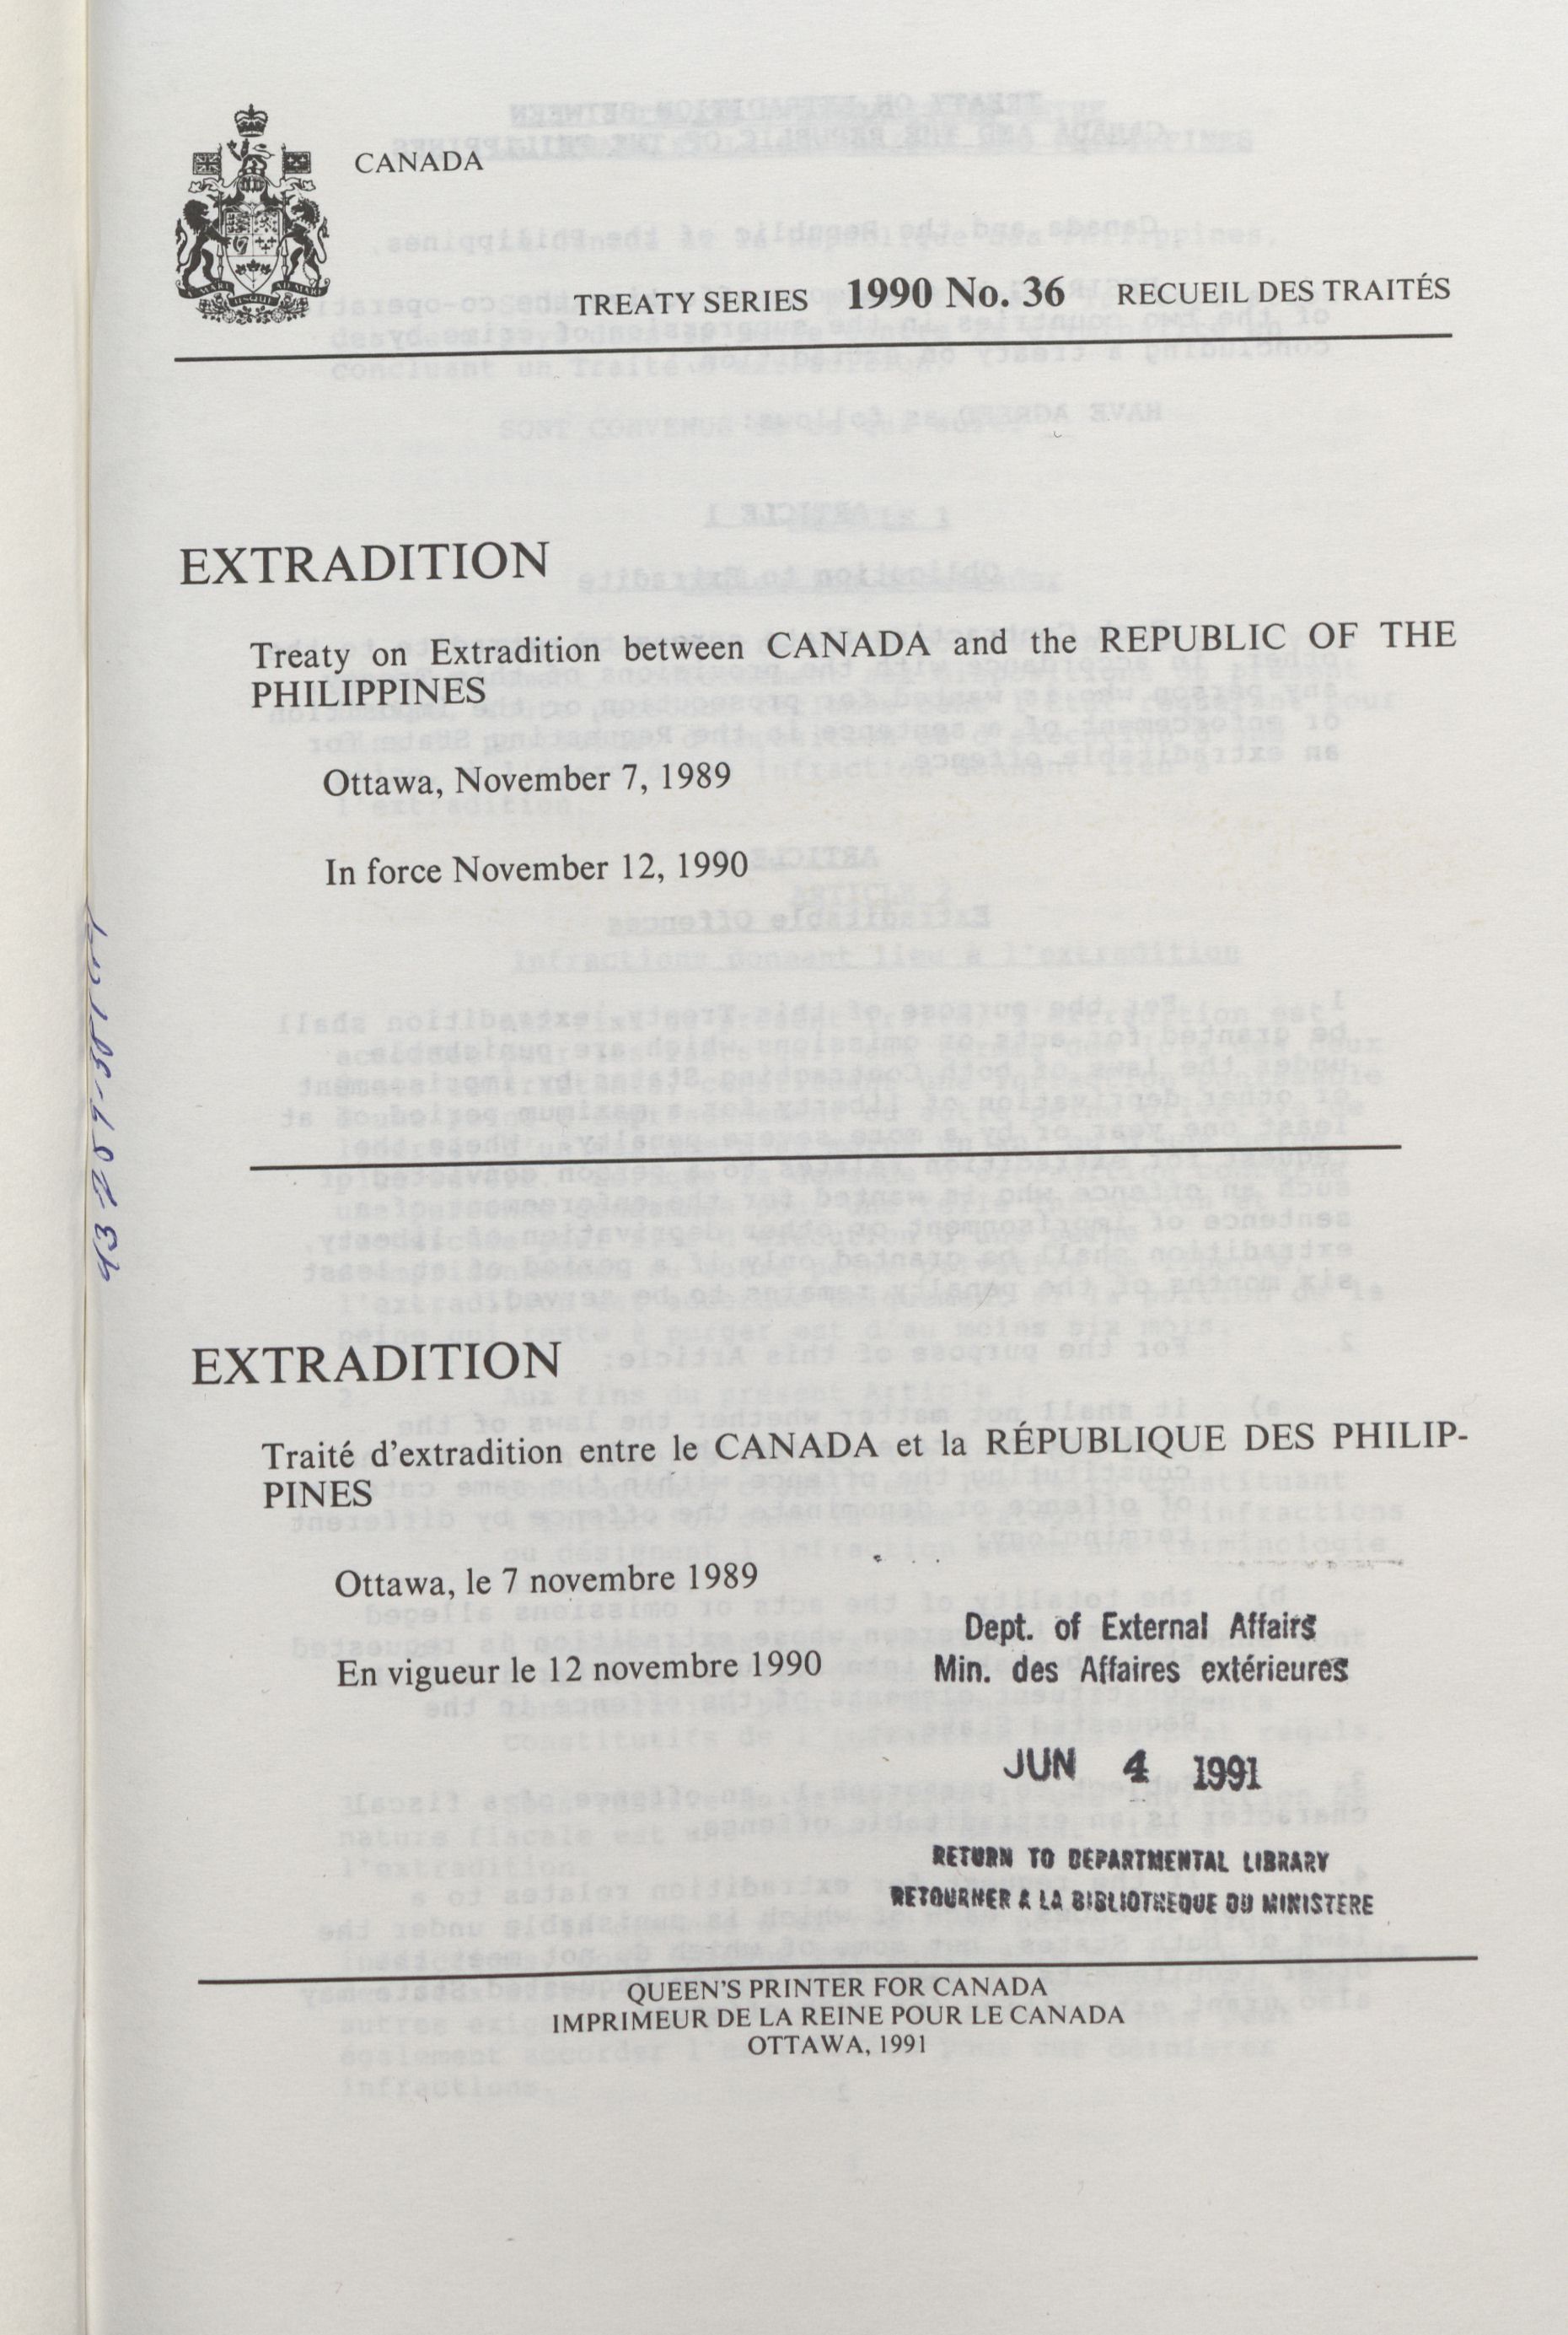 CANADA
TREATY SERIES 1990 No. 36 RECUEIL DES TRAITÉS
EXTRADITION
Treaty on Extradition between CANADA and the REPUBLIC OF THE
PHILIPPINES
Ottawa, November 7, 1989
In force November 12, 1990
EXTRADITION
Traité d'extradition entre le CANADA et la RÉPUBLIQUE DES PHILIP-
PINES
Ottawa, le 7 novembre 1989
En vigueur le 12 novembre 1990
Dept. of External Affairs
Min. des Affaires extérieures
JUN 4 1991
RETURN TO DEPARTMENTAL LIBRARY
RETOURNER A LA BIBLIOTHEQUE DU MINISTERE
QUEEN'S PRINTER FOR CANADA
IMPRIMEUR DE LA REINE POUR LE CANADA
OTTAWA, 1991